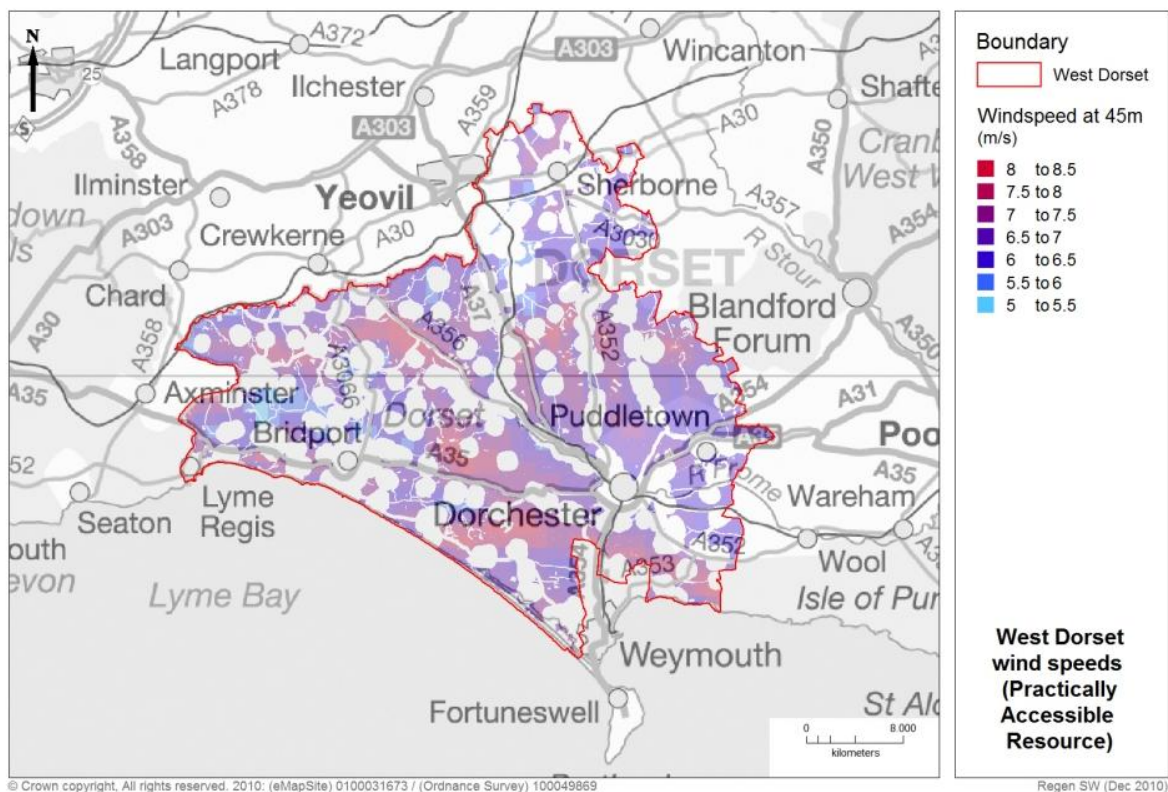 N
S
25
A372
Langport
Ilchester
A378
A303
Wincanton
A359
A303
A30
A350
Shafte
A358
Ilminster
Yeovil
Sherborne
A357
A354
A303
Crewkerne
A30
A303
DORSET
R Stour
Chard
A37
Blandford
Forum
A358
A30
A356
A352
A350
A3066
A35
Axminster
Dorset
Puddletown
A354
A31
Bridport
A35
Poo
R Frome
A35
Wareham
Lyme
Regis
Seaton
Dorchester
A352
Wool
outh
evon
A354
A353
Lyme Bay
Isle of Pur
Weymouth
Fortuneswell
St Al
0 8.000
kilometers
Boundary
West Dorset
Windspeed at 45m
(m/s)
8 to 8.5
7.5 to 8
7 to 7.5
6.5 to 7
6 to 6.5
5.5 to 6
5 to 5.5
West Dorset
wind speeds
(Practically
Accessible
Resource)
© Crown copyright, All rights reserved. 2010: (eMapSite) 0100031673 / (Ordnance Survey) 100049869
Regen SW (Dec 2010)